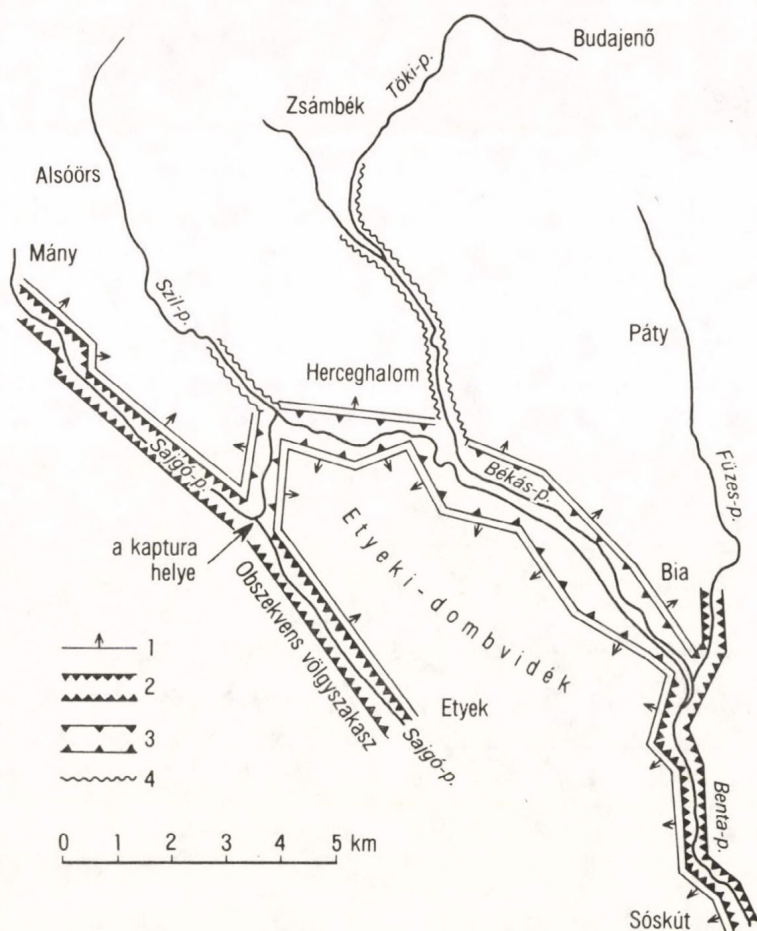 Budajenő
Töki-p.
Zsámbék
Alsóörs
Mány
Szil-p.
Páty
Herceghalom
Sajgó-p.
Békás-p.
Füzes-p.
a kaptura
helye
Etyeki-dombvidék
Bia
Obszekvens völgyszakasz
1
2
Etyek
3
Sajgó-p.
4
Benta-p.
0 1 2 3 4 5 km
Sóskút